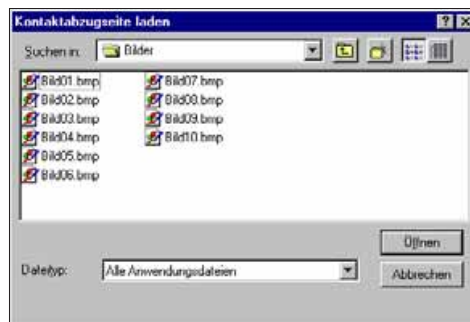 Kontaktabzugseite laden
Suchen in: Bilder
Bild01.bmp Bild07.bmp
Bild02.bmp Bild08.bmp
Bild03.bmp Bild09.bmp
Bild04.bmp Bild10.bmp
Bild05.bmp
Bild06.bmp
Öffnen
Dateityp: Alle Anwendungsdateien
Abbrechen